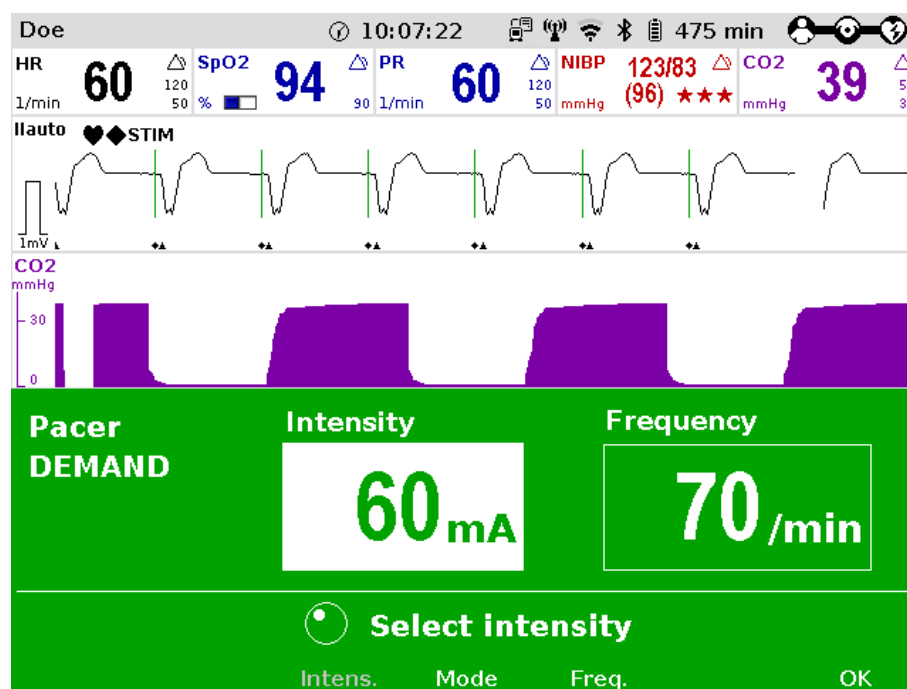 Doe 10:07:22 475 min
HR 60 120 50 1/min
SpO2 94 90 %
PR 60 120 50 1/min
NIBP 123/83 (96) ★★★ mmHg
CO2 39 5 3 mmHg
IIauto STIM
1mV
CO2
mmHg
30
0
Pacer
DEMAND
Intensity
60 mA
Frequency
70 /min
Select intensity
Intens. Mode Freq. OK